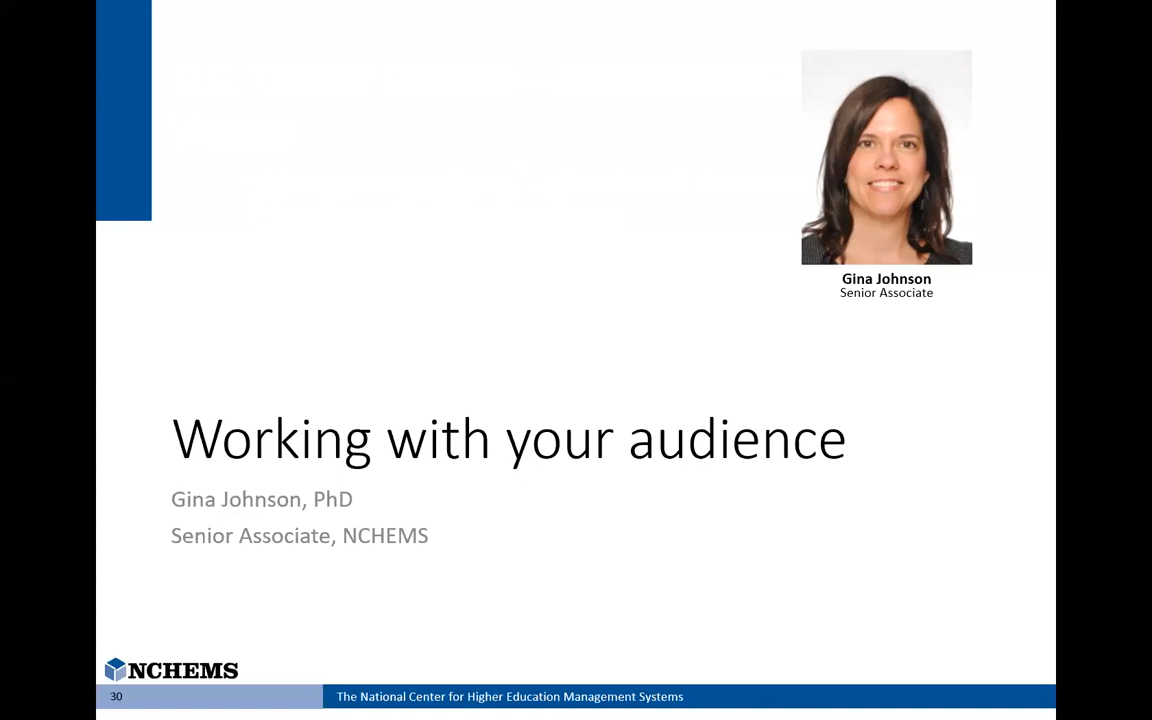 Gina Johnson
Senior Associate
Working with your audience
Gina Johnson, PhD
Senior Associate, NCHEMS
NCHEMS
30
The National Center for Higher Education Management Systems